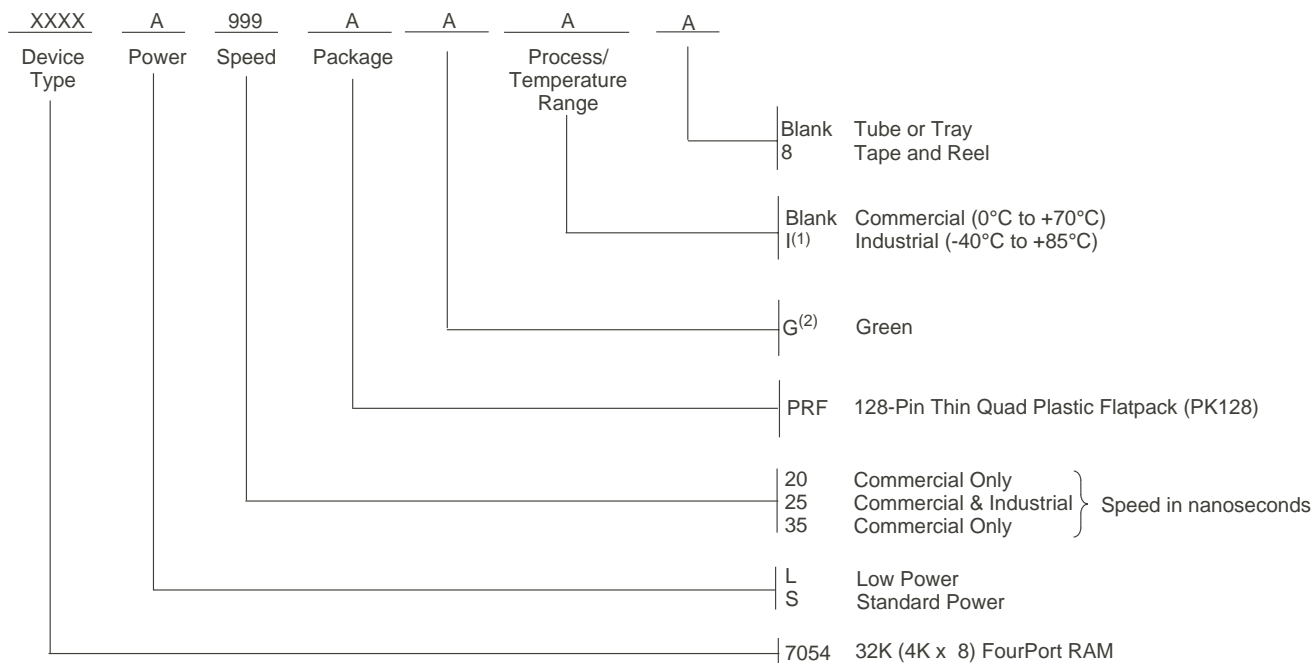 XXXX A 999 A A A A
Device Type Power Speed Package Process/ Temperature Range
Blank Tube or Tray
8 Tape and Reel
Blank Commercial (0°C to +70°C)
I(1) Industrial (-40°C to +85°C)
G(2) Green
PRF 128-Pin Thin Quad Plastic Flatpack (PK128)
20 Commercial Only
25 Commercial & Industrial Speed in nanoseconds
35 Commercial Only
L Low Power
S Standard Power
7054 32K (4K x 8) FourPort RAM